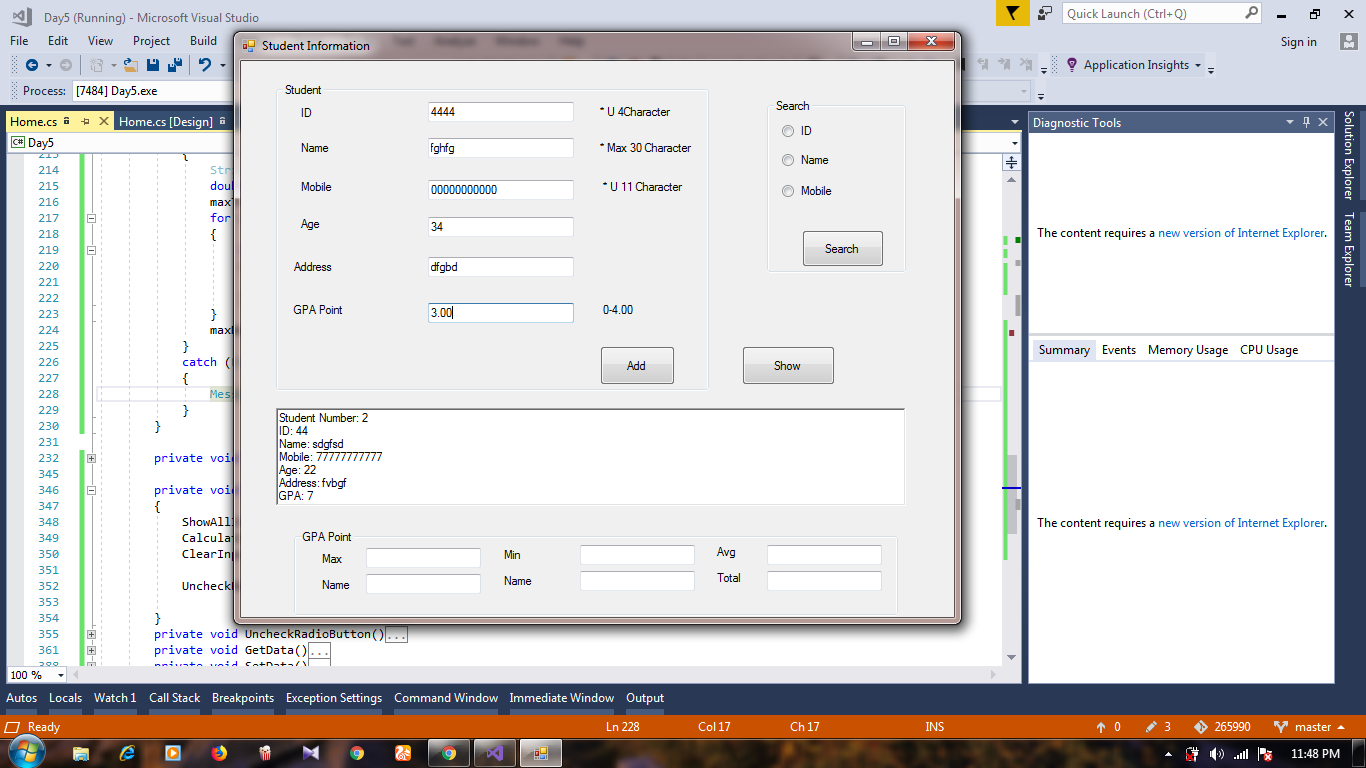 Day5 (Running) - Microsoft Visual Studio
Quick Launch (Ctrl+Q)
File Edit View Project Build
Sign in
Application Insights
Process: [7484] Day5.exe
Home.cs Home.cs [Design]
Day5
Student Information
Student
ID 4444 * U 4Character
Name fghfg * Max 30 Character
Mobile 00000000000 * U 11 Character
Age 34
Address dfgbd
GPA Point 3.00 0-4.00
Add
Show
Search
ID
Name
Mobile
Search
Student Number: 2
ID: 44
Name: sdgfsd
Mobile: 77777777777
Age: 22
Address: fvbgf
GPA: 7
GPA Point
Max Min Avg
Name Name Total
213 {
214 Str
215 dou
216 max
217 for
218 {
219
220
221
222
223 }
224 max
225 }
226 catch (
227 {
228 Mess
229 }
230 }
231
232 private void
345
346 private void
347 {
348 ShowAll
349 Calculat
350 ClearInp
351
352 Uncheck
353
354 }
355 private void UncheckRadioButton()...
361 private void GetData()...
388 private void SetData()
100 %
Diagnostic Tools
The content requires a new version of Internet Explorer.
Summary Events Memory Usage CPU Usage
The content requires a new version of Internet Explorer.
Solution Explorer
Team Explorer
Autos Locals Watch 1 Call Stack Breakpoints Exception Settings Command Window Immediate Window Output
Ready Ln 228 Col 17 Ch 17 INS 0 3 265990 master
11:48 PM